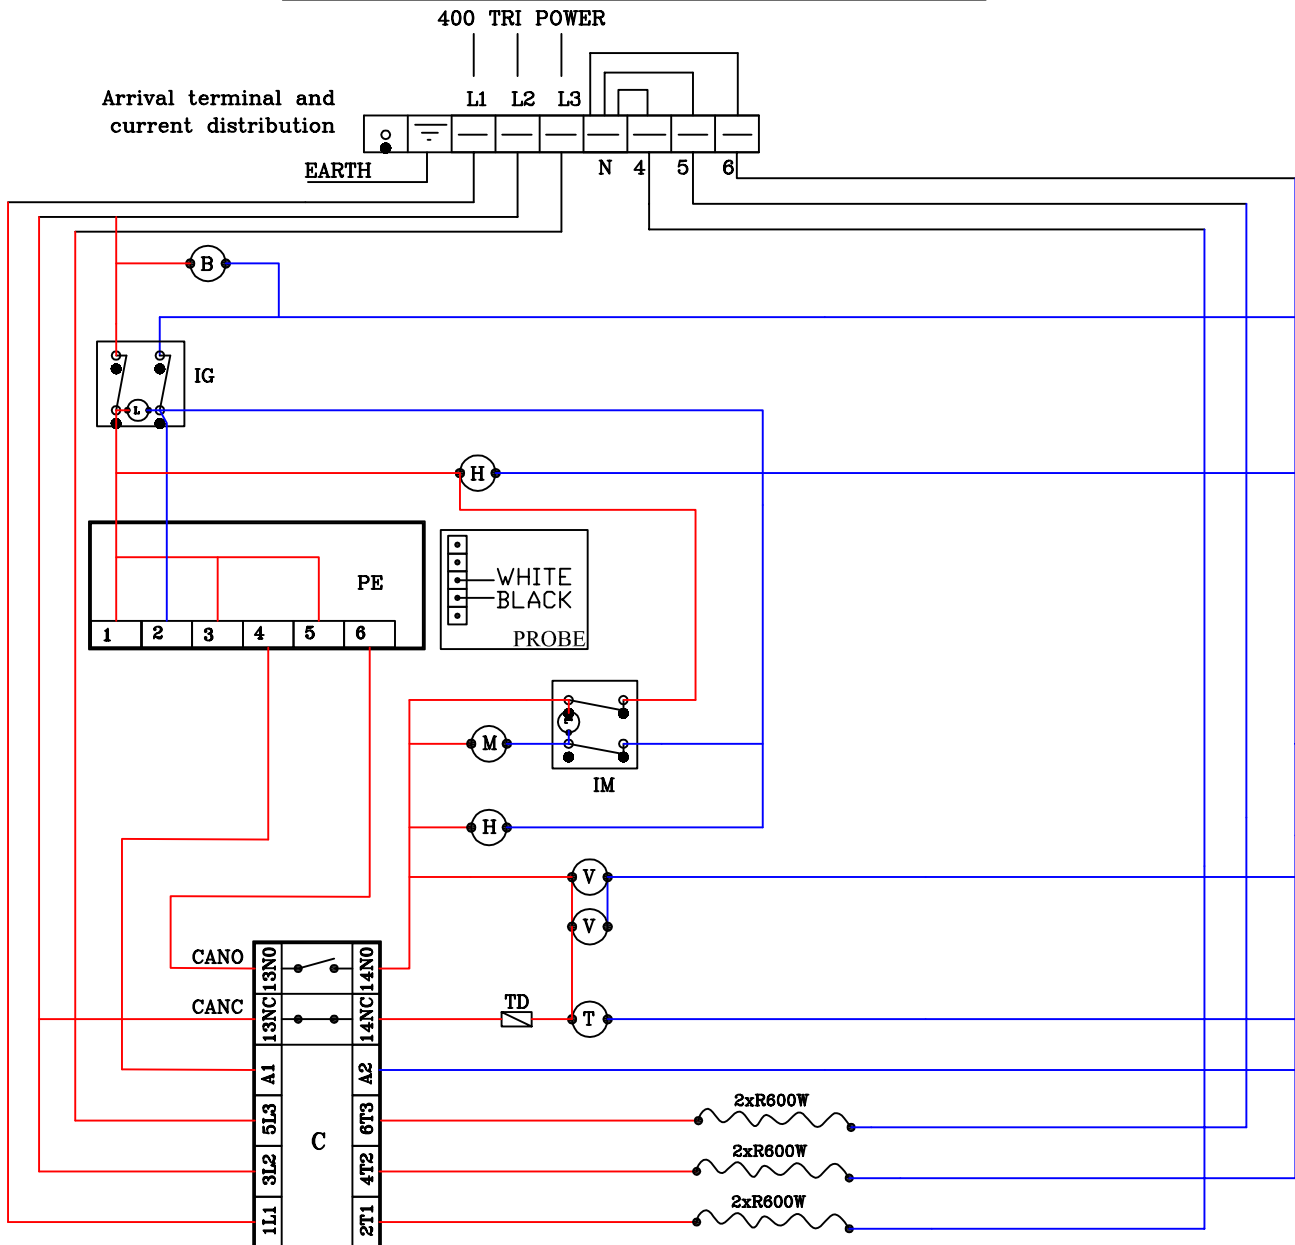 400 TRI POWER
Arrival terminal and
current distribution
L1 L2 L3
EARTH
N 4 5 6
B
IG
L
H
PE
1 2 3 4 5 6
WHITE
BLACK
PROBE
M
IM
H
V
V
CANO 13NO 14NO
CANC 13NC 14NC
TD
T
A1 A2
5L3 6T3
2xR600W
C
3L2 4T2
2xR600W
1L1 2T1
2xR600W